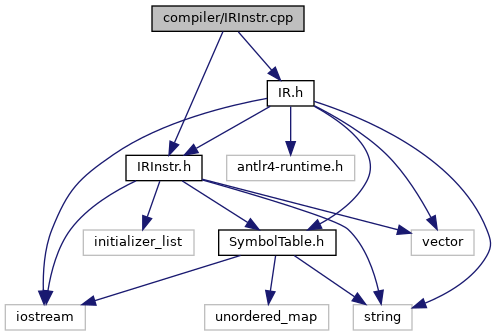 compiler/IRInstr.cpp
IR.h
IRInstr.h
antlr4-runtime.h
initializer_list
SymbolTable.h
vector
iostream
unordered_map
string